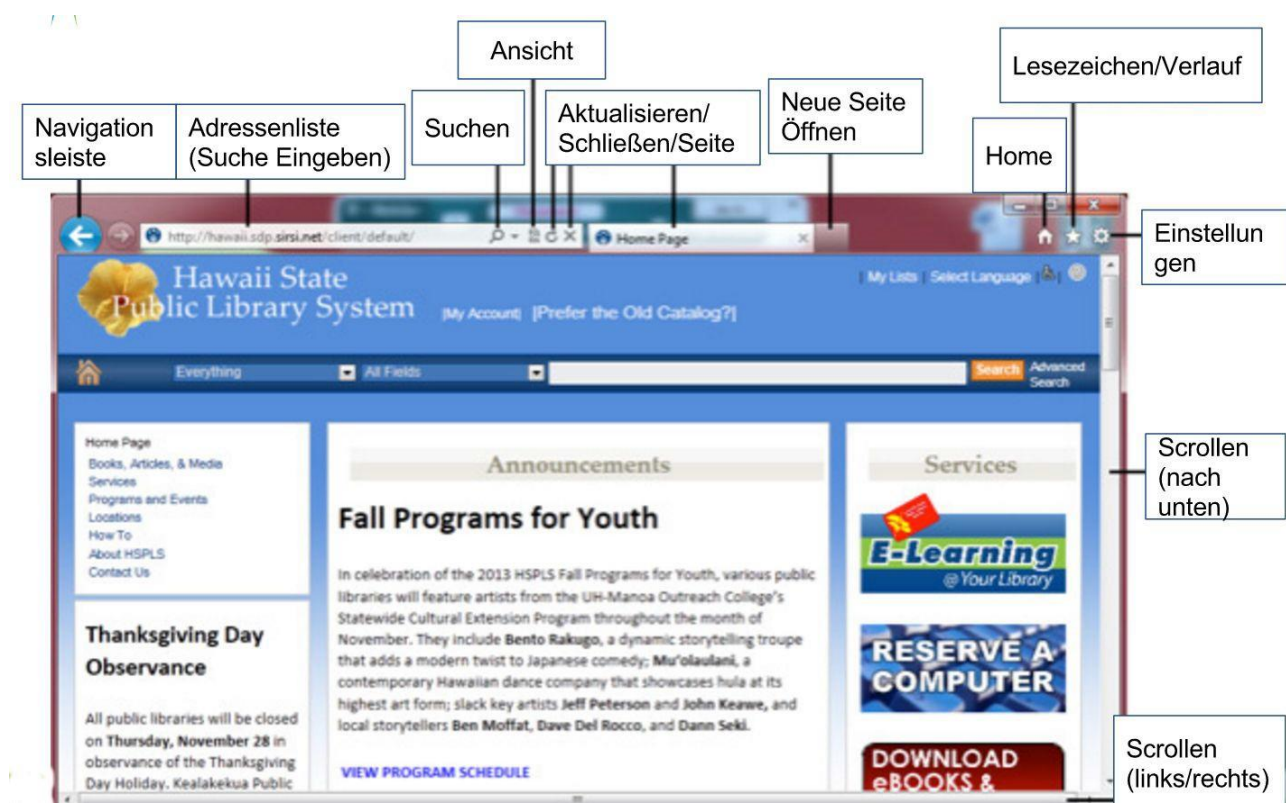 Ansicht
Lesezeichen/Verlauf
Navigation
sleiste
Adressenliste
(Suche Eingeben)
Suchen
Aktualisieren/
Schließen/Seite
Neue Seite
Öffnen
Home
Einstellun
gen
http://hawaii.sdp.sirsi.net/client/default/
Home Page
Hawaii State
Public Library System
|My Account| |Prefer the Old Catalog?|
| My Lists | Select Language |
Everything
All Fields
Search
Advanced
Search
Home Page
Books, Articles, & Media
Services
Programs and Events
Locations
How To
About HSPLS
Contact Us
Thanksgiving Day
Observance
All public libraries will be closed
on Thursday, November 28 in
observance of the Thanksgiving
Day Holiday. Kealakekua Public
Announcements
Fall Programs for Youth
In celebration of the 2013 HSPLS Fall Programs for Youth, various public
libraries will feature artists from the UH-Manoa Outreach College's
Statewide Cultural Extension Program throughout the month of
November. They include Bento Rakugo, a dynamic storytelling troupe
that adds a modern twist to Japanese comedy; Mu'olaulani, a
contemporary Hawaiian dance company that showcases hula at its
highest art form; slack key artists Jeff Peterson and John Keawe, and
local storytellers Ben Moffat, Dave Del Rocco, and Dann Seki.
VIEW PROGRAM SCHEDULE
Services
E-Learning
@ Your Library
RESERVE A
COMPUTER
DOWNLOAD
eBOOKS &
Scrollen
(nach
unten)
Scrollen
(links/rechts)